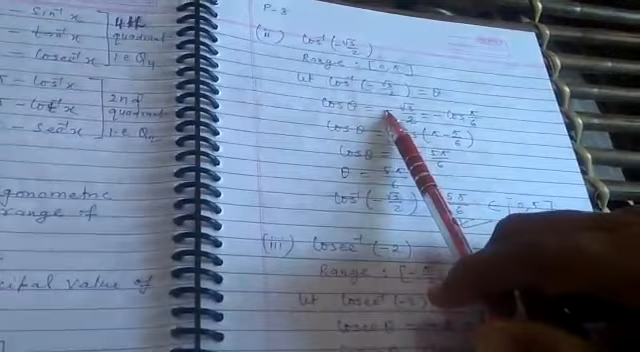 sin⁻¹x
- tan⁻¹x
- cosec⁻¹x
4th
quadrant
i.e Q4
π - cos⁻¹x
π - cot⁻¹x
- sec⁻¹x
2nd
quadrant
i.e Q2
gonometric
range of
cipal value of
P-3
(ii) cos⁻¹(-√3/2)
Range : [0, π]
let cos⁻¹(-√3/2) = θ
cosθ = -√3/2 = -cos π/6
cosθ = (π - π/6)
cosθ = 5π/6
θ = 5π/6
cos⁻¹(-√3/2) 5π/6 ∈ [0, π]
(iii) cosec⁻¹(-2)
Range : [-
let cosec⁻¹(-2)
cosec θ =